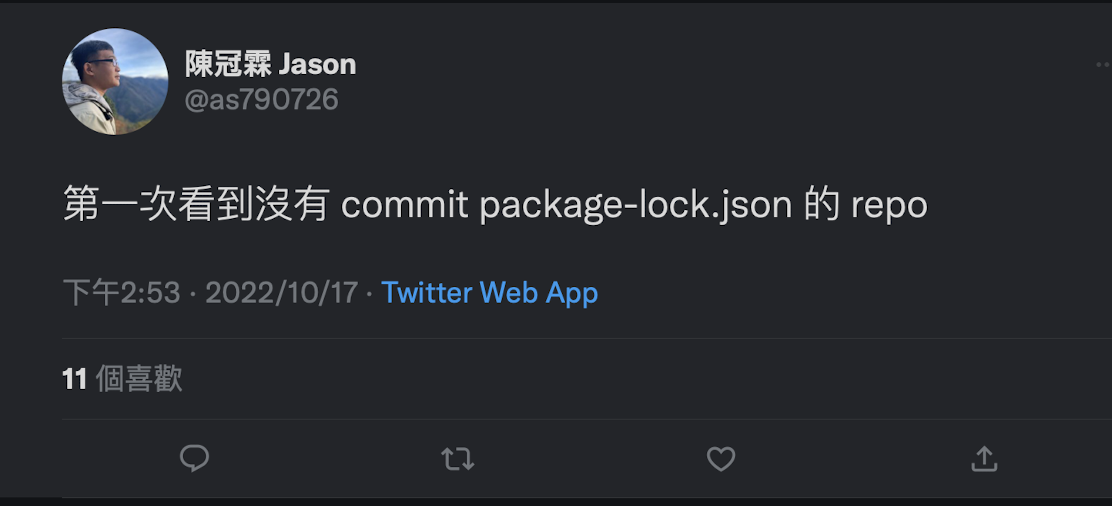 陳冠霖 Jason
@as790726
第一次看到沒有 commit package-lock.json 的 repo
下午2:53 · 2022/10/17 · Twitter Web App
11 個喜歡